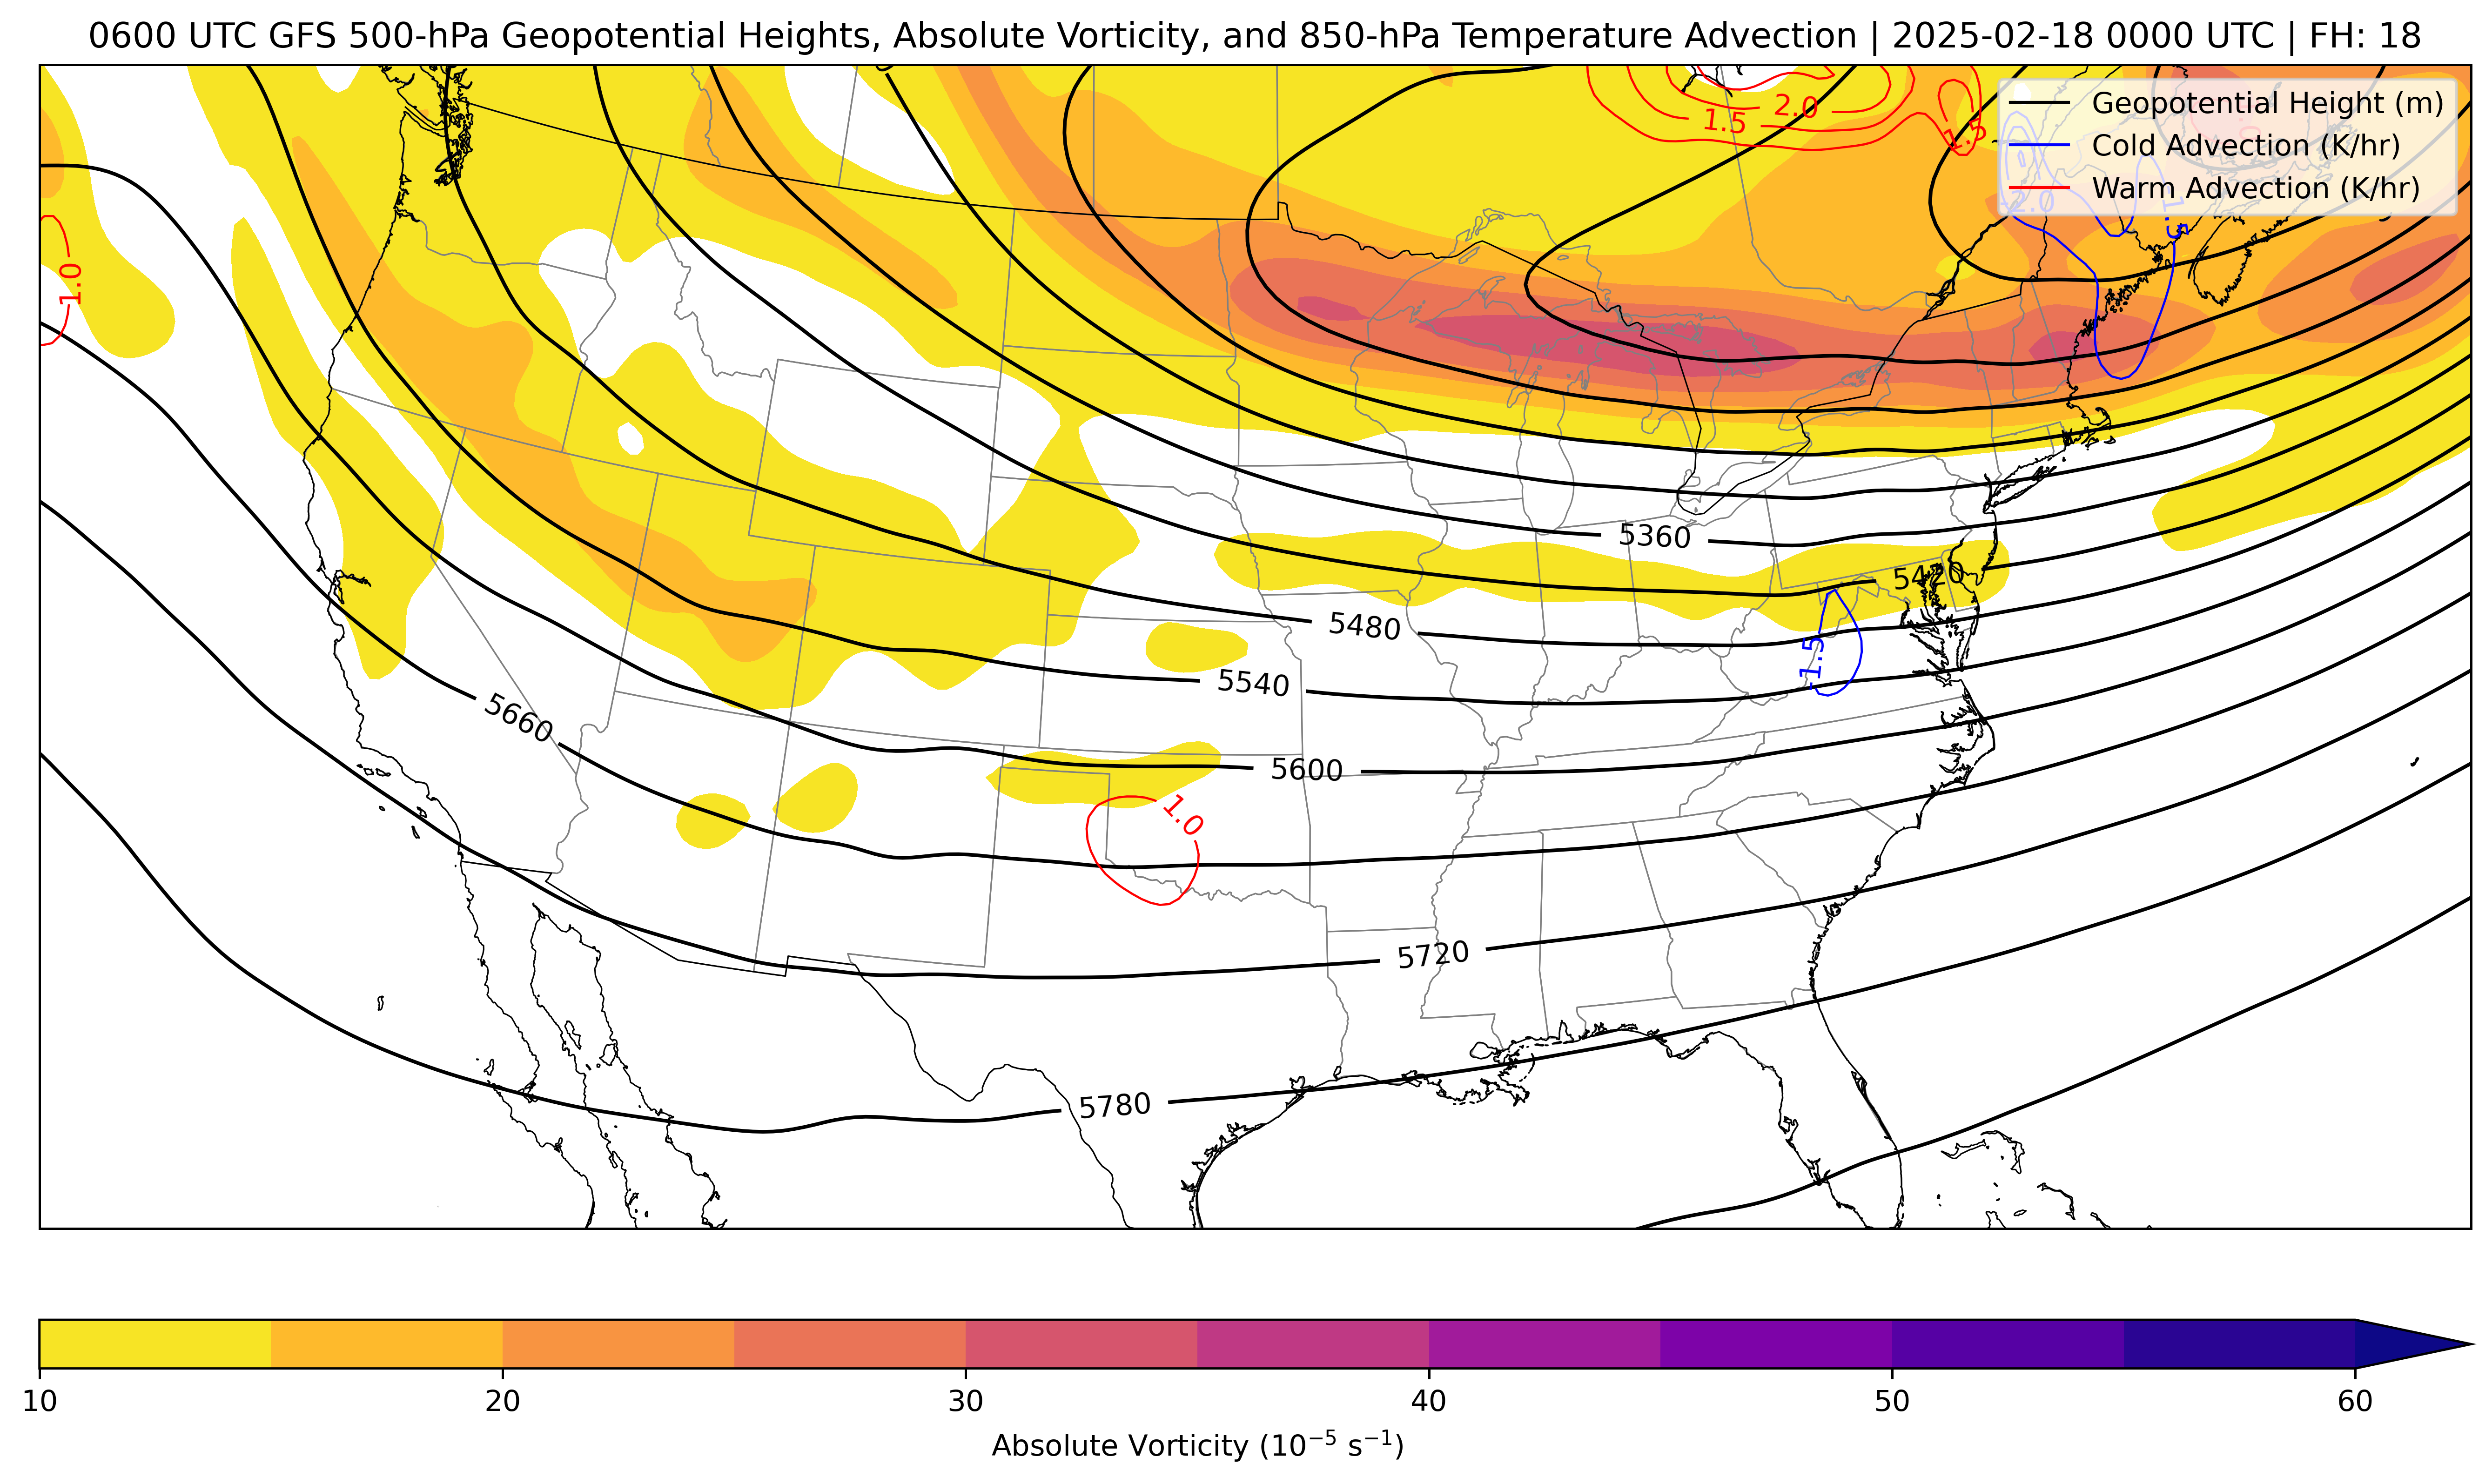 0600 UTC GFS 500-hPa Geopotential Heights, Absolute Vorticity, and 850-hPa Temperature Advection | 2025-02-18 0000 UTC | FH: 18
Geopotential Height (m)
Cold Advection (K/hr)
Warm Advection (K/hr)
2.0
1.5
1.5
-2.0
1.0
5360
5420
5480
-1.5
5540
5660
5600
1.0
5720
5780
10 20 30 40 50 60
Absolute Vorticity (10⁻⁵ s⁻¹)